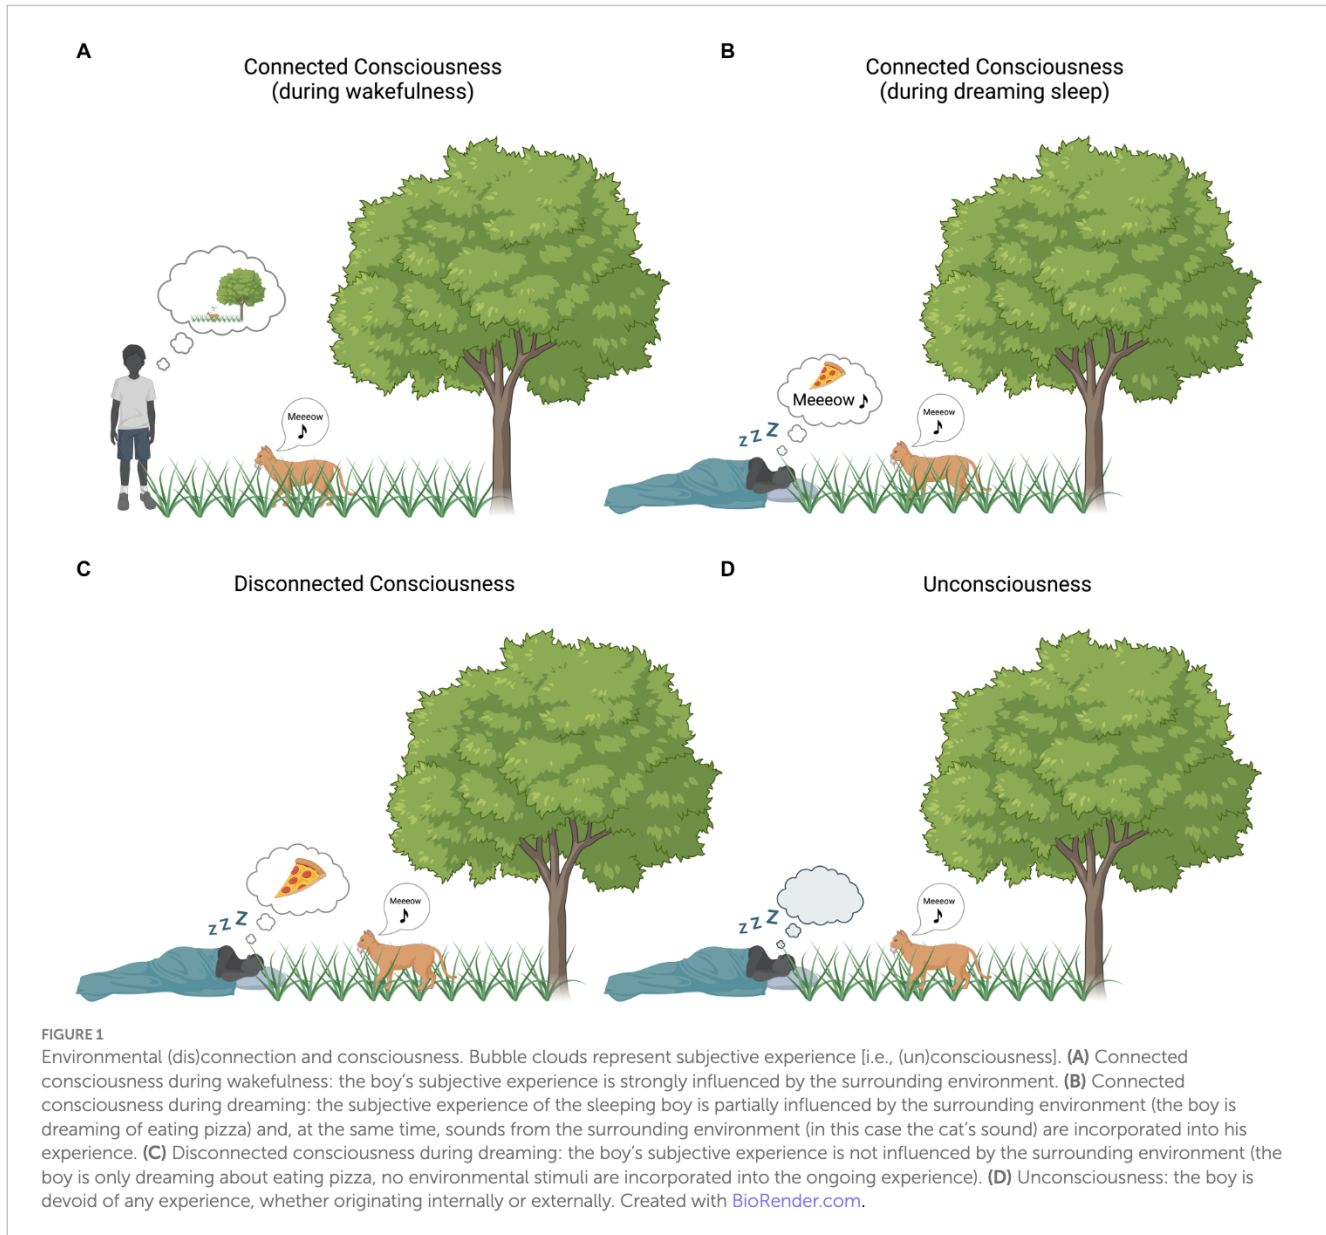 A
Connected Consciousness
(during wakefulness)
Meeeow
♪
B
Connected Consciousness
(during dreaming sleep)
Meeeow ♪
z z z
Meeeow
♪
C
Disconnected Consciousness
z z z
Meeeow
♪
D
Unconsciousness
z z z
Meeeow
♪
FIGURE 1
Environmental (dis)connection and consciousness. Bubble clouds represent subjective experience [i.e., (un)consciousness]. (A) Connected
consciousness during wakefulness: the boy's subjective experience is strongly influenced by the surrounding environment. (B) Connected
consciousness during dreaming: the subjective experience of the sleeping boy is partially influenced by the surrounding environment (the boy is
dreaming of eating pizza) and, at the same time, sounds from the surrounding environment (in this case the cat's sound) are incorporated into his
experience. (C) Disconnected consciousness during dreaming: the boy's subjective experience is not influenced by the surrounding environment (the
boy is only dreaming about eating pizza, no environmental stimuli are incorporated into the ongoing experience). (D) Unconsciousness: the boy is
devoid of any experience, whether originating internally or externally. Created with BioRender.com.